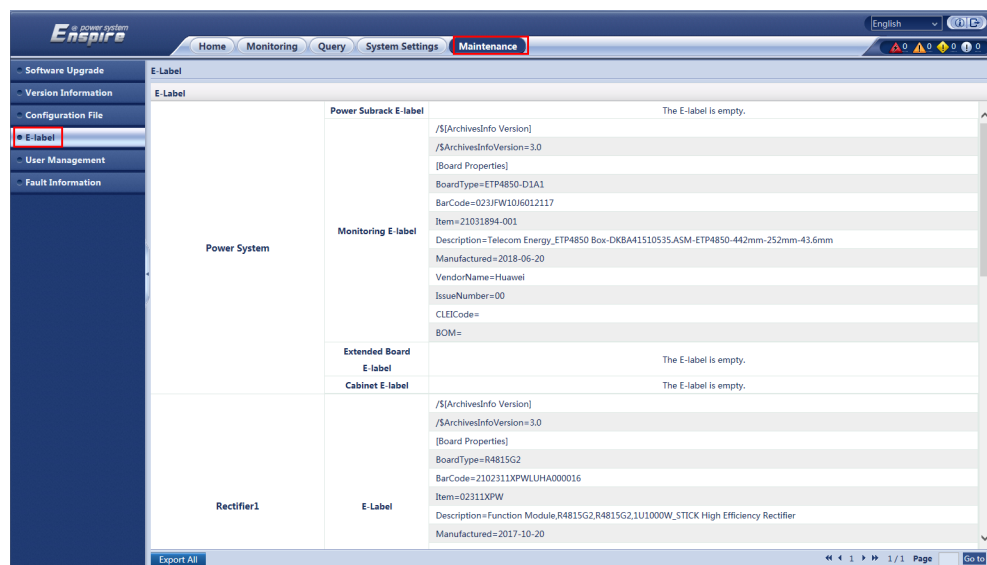 Enspire e power system
English
Home Monitoring Query System Settings Maintenance
0 0 0 0
Software Upgrade
Version Information
Configuration File
E-label
User Management
Fault Information
E-Label
E-Label
Power System
Power Subrack E-label
The E-label is empty.
Monitoring E-label
/$[ArchivesInfo Version]
/$ArchivesInfoVersion=3.0
[Board Properties]
BoardType=ETP4850-D1A1
BarCode=023JFW10J6012117
Item=21031894-001
Description=Telecom Energy_ETP4850 Box-DKBA41510535.ASM-ETP4850-442mm-252mm-43.6mm
Manufactured=2018-06-20
VendorName=Huawei
IssueNumber=00
CLEICode=
BOM=
Extended Board
E-label
The E-label is empty.
Cabinet E-label
The E-label is empty.
Rectifier1
E-Label
/$[ArchivesInfo Version]
/$ArchivesInfoVersion=3.0
[Board Properties]
BoardType=R4815G2
BarCode=2102311XPWLUHA000016
Item=02311XPW
Description=Function Module,R4815G2,R4815G2,1U1000W_STICK High Efficiency Rectifier
Manufactured=2017-10-20
Export All
1 1/1 Page Go to